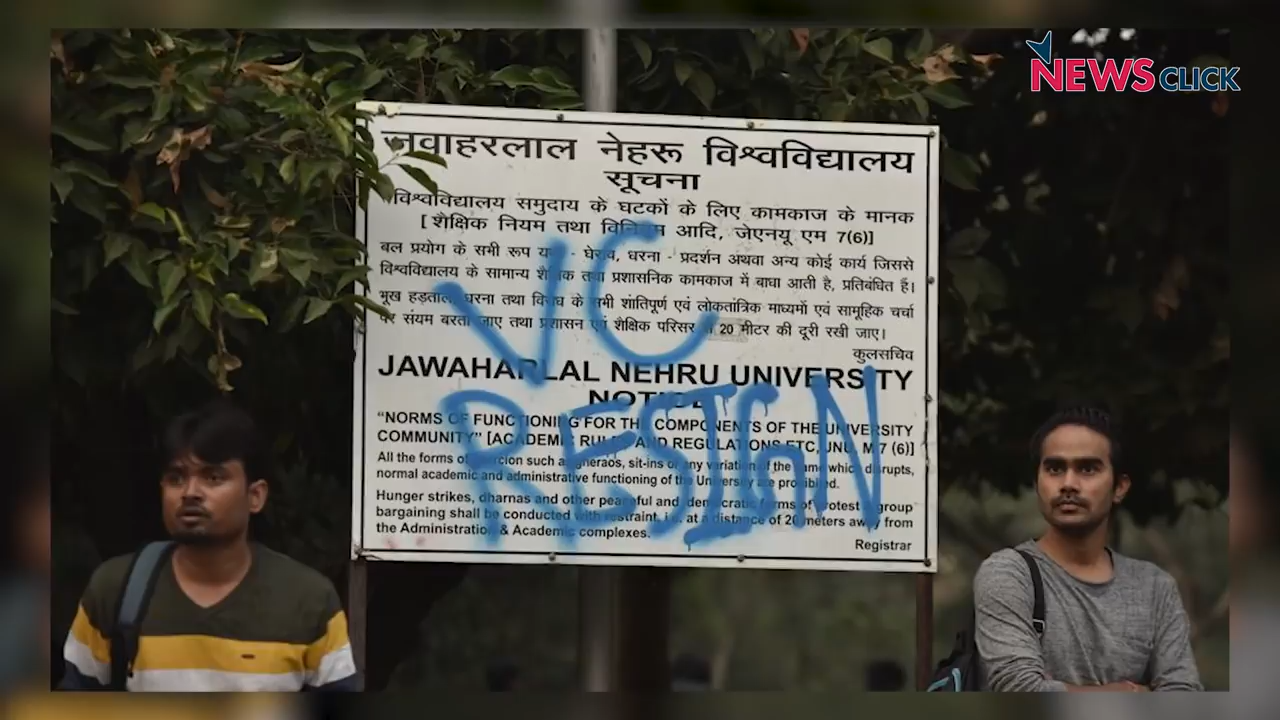 NEWSCLICK
जवाहरलाल नेहरू विश्वविद्यालय
सूचना
विश्वविद्यालय समुदाय के घटकों के लिए कामकाज के मानक
[ शैक्षिक नियम तथा विनियम आदि, जेएनयू एम 7(6)]
बल प्रयोग के सभी रूप यथा - घेराव, धरना - प्रदर्शन अथवा अन्य कोई कार्य जिससे
विश्वविद्यालय के सामान्य शैक्षिक तथा प्रशासनिक कामकाज में बाधा आती है, प्रतिबंधित हैं।
भूख हड़ताल, धरना तथा विरोध के सभी शांतिपूर्ण एवं लोकतांत्रिक माध्यमों एवं सामूहिक चर्चा
पर संयम बरता जाए तथा प्रशासन एवं शैक्षिक परिसर से 20 मीटर की दूरी रखी जाए।
कुलसचिव
VC
JAWAHARLAL NEHRU UNIVERSITY
NOTICE
RESIGN
“NORMS OF FUNCTIONING FOR THE COMPONENTS OF THE UNIVERSITY
COMMUNITY” [ACADEMIC RULES AND REGULATIONS ETC, JNU, M 7 (6)]
All the forms of coercion such as gheraos, sit-ins or any variation of the same which disrupts,
normal academic and administrative functioning of the University are prohibited.
Hunger strikes, dharnas and other peaceful and democratic forms of protest group
bargaining shall be conducted with restraint, i.e. at a distance of 20 meters away from
the Administration & Academic complexes.
Registrar